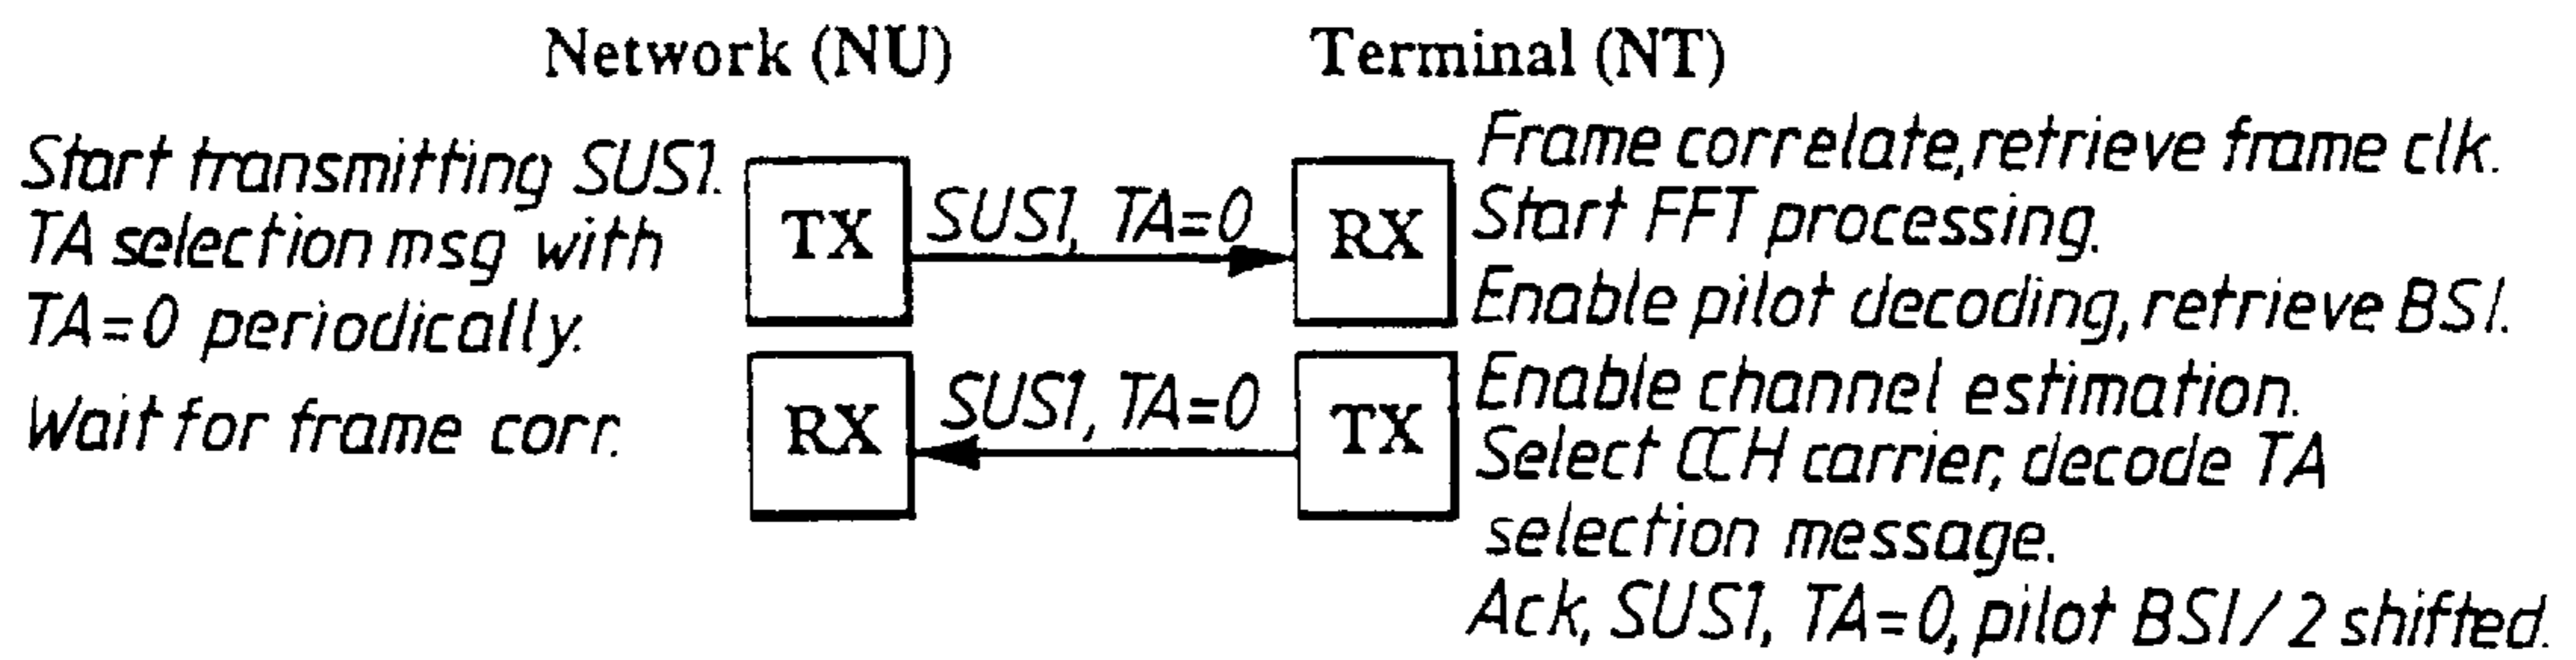 Network (NU)
Terminal (NT)
Start transmitting SUS1.
TA selection msg with
TA=0 periodically.
Wait for frame corr.
TX
SUS1, TA=0
RX
RX
SUS1, TA=0
TX
Frame correlate, retrieve frame clk.
Start FFT processing.
Enable pilot decoding, retrieve BSI.
Enable channel estimation.
Select CCH carrier, decode TA
selection message.
Ack, SUS1, TA=0, pilot BSI/2 shifted.